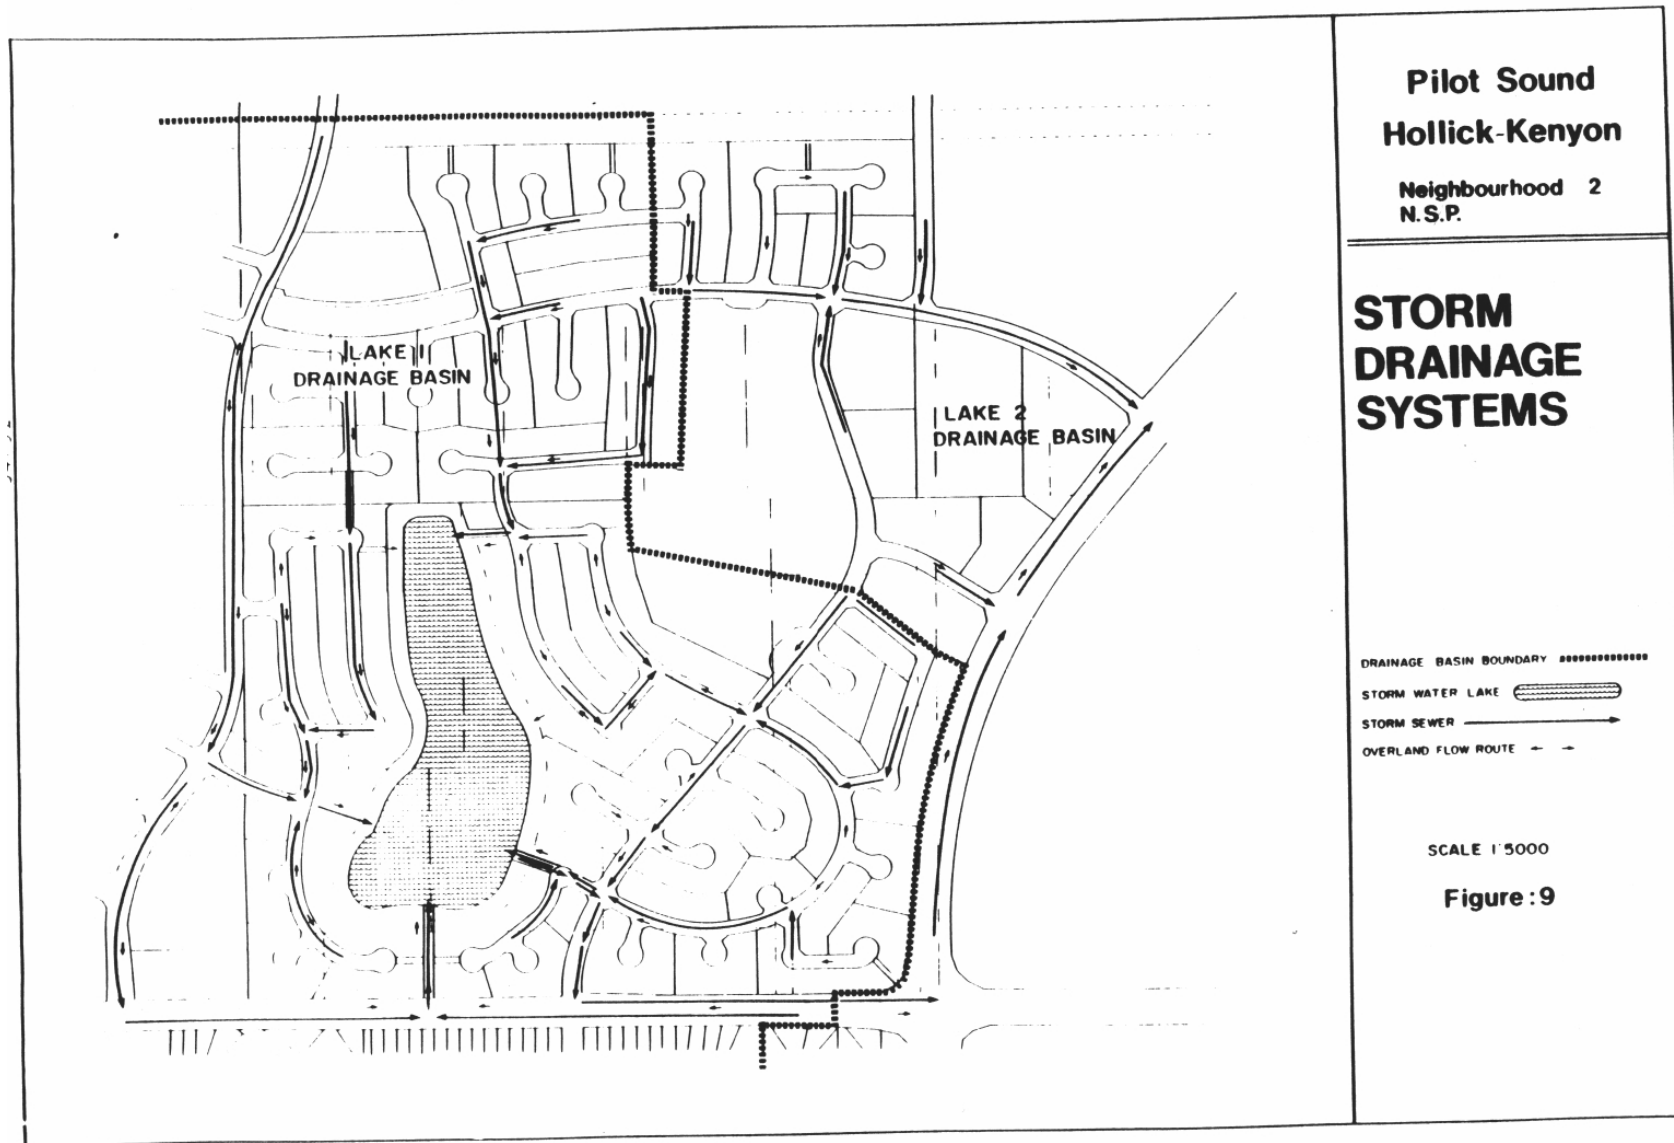 Pilot Sound
Hollick-Kenyon
Neighbourhood 2
N.S.P.
STORM
DRAINAGE
SYSTEMS
LAKE 1
DRAINAGE BASIN
LAKE 2
DRAINAGE BASIN
DRAINAGE BASIN BOUNDARY
STORM WATER LAKE
STORM SEWER
OVERLAND FLOW ROUTE
SCALE 1:5000
Figure:9